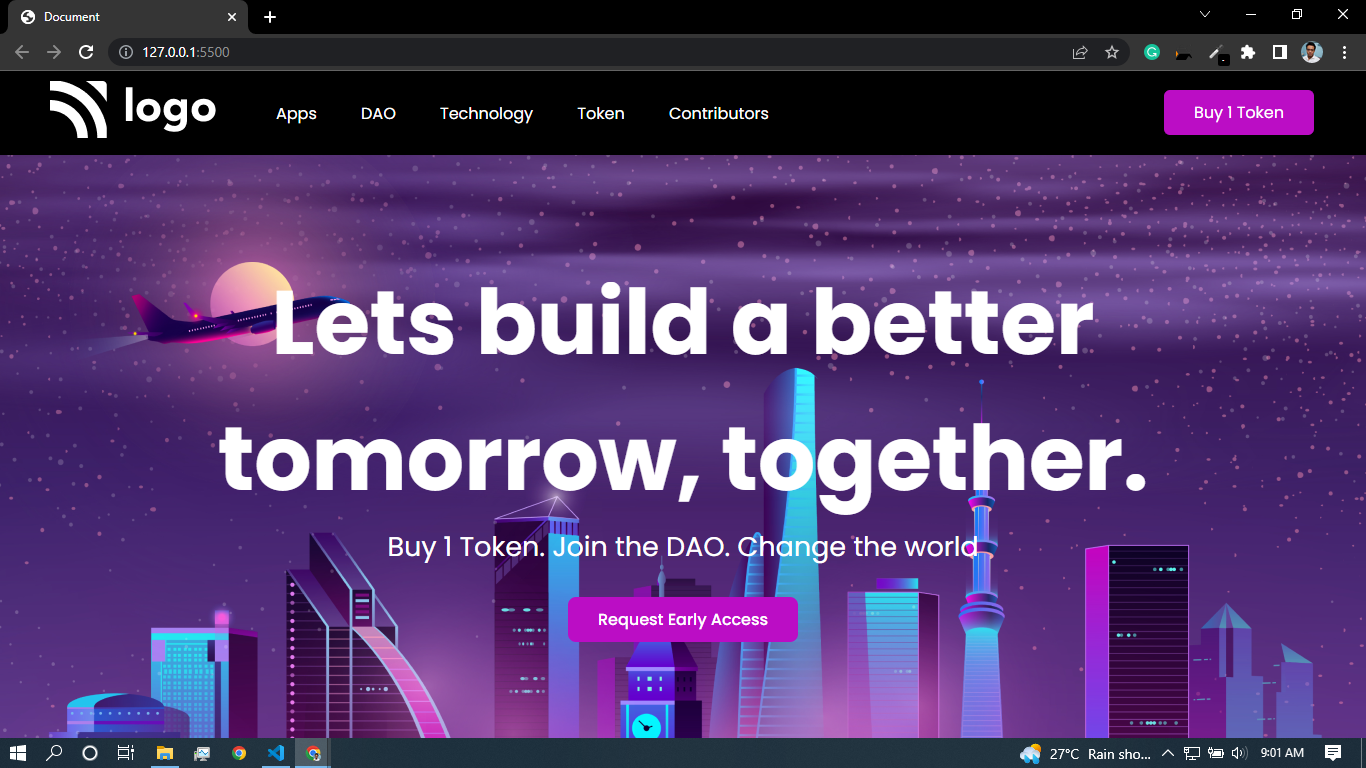 Document
127.0.0.1:5500
logo
Apps DAO Technology Token Contributors
Buy 1 Token
Lets build a better
tomorrow, together.
Buy 1 Token. Join the DAO. Change the world
Request Early Access
27°C Rain sho... 9:01 AM